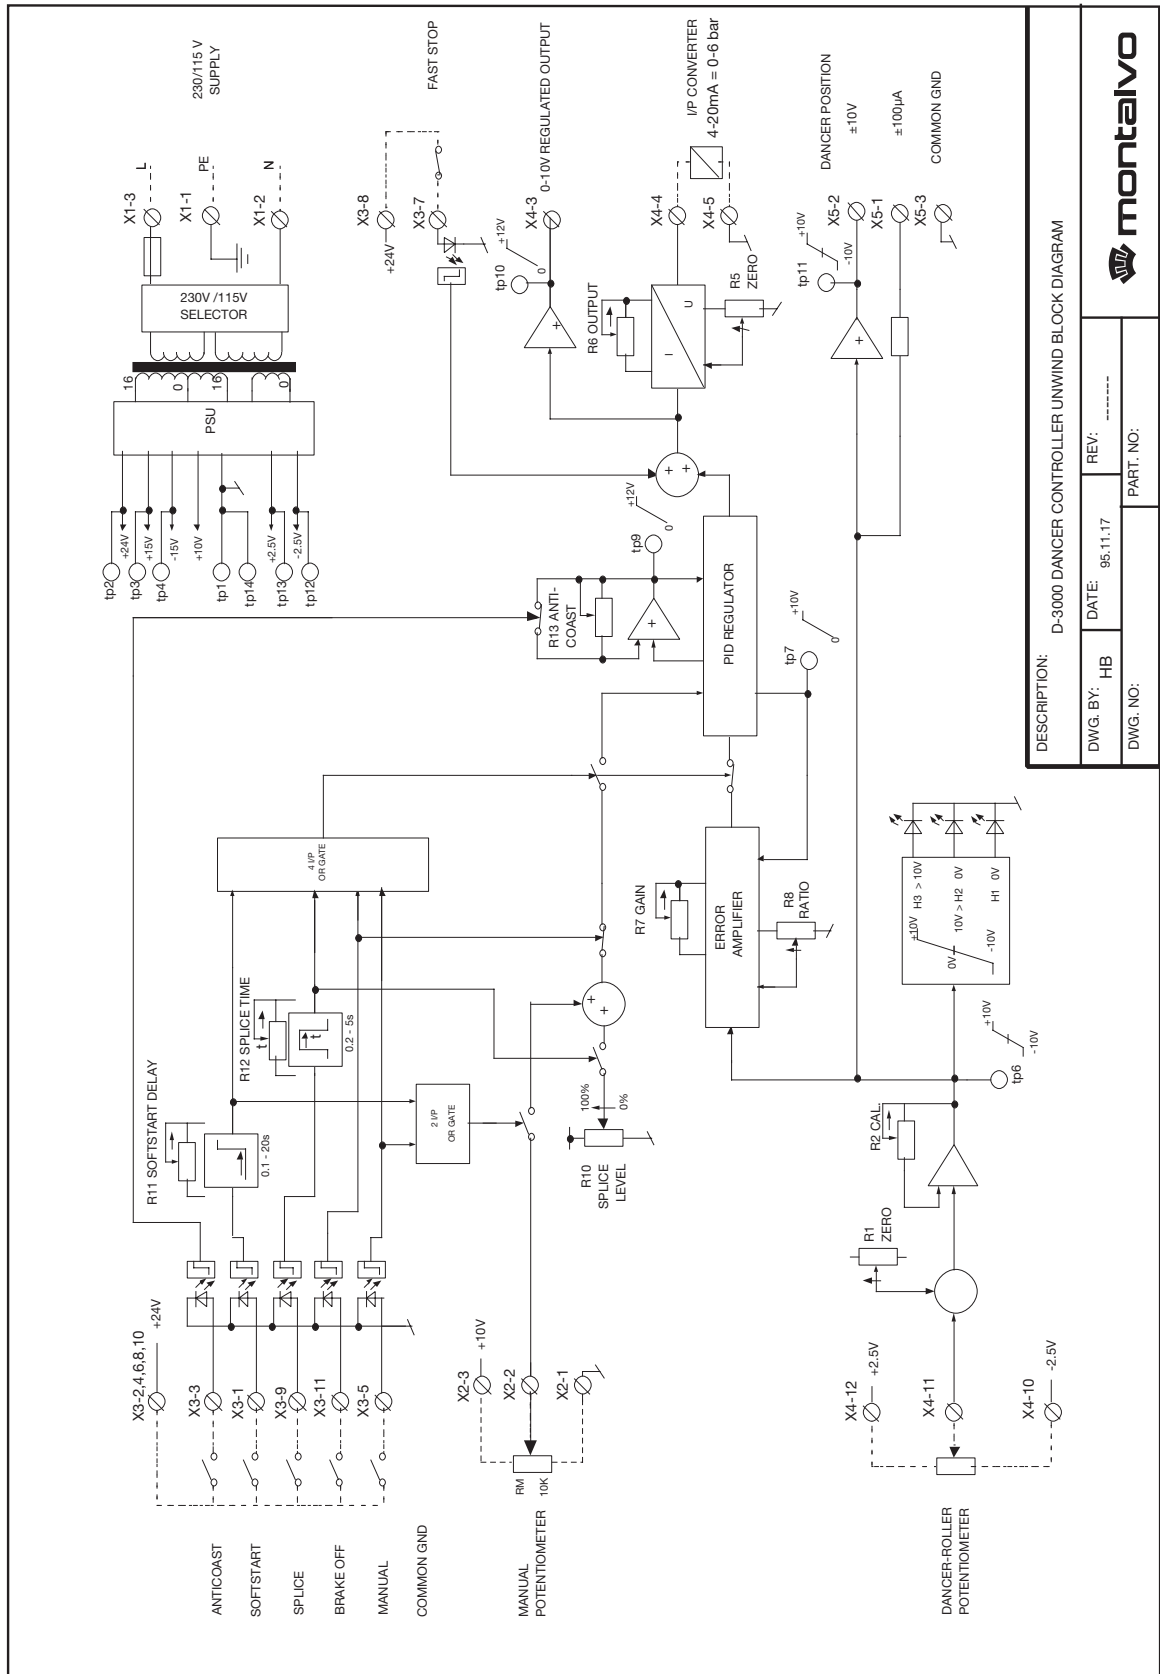 230/115 V
SUPPLY
FAST STOP
0-10V REGULATED OUTPUT
I/P CONVERTER
4-20mA = 0-6 bar
DANCER POSITION
±10V
±100µA
COMMON GND
L
PE
N
X1-3
X1-1
X1-2
X3-8
X3-7
X4-3
X4-4
X4-5
X5-2
X5-1
X5-3
+24V
230V /115V
SELECTOR
+12V
0
tp10
R6 OUTPUT
I
U
R5
ZERO
+10V
-10V
tp11
+
+
16
0
16
0
PSU
tp2
tp3
tp4
tp1
tp14
tp13
tp12
+24V
+15V
-15V
+10V
+2.5V
-2.5V
+
+
+12V
0
tp9
R13 ANTI-
COAST
+
PID REGULATOR
+10V
0
tp7
4 I/P
OR GATE
R7 GAIN
ERROR
AMPLIFIER
R8
RATIO
+10V
H3 > 10V
10V > H2
0V
H1
0V
0V
-10V
R11 SOFTSTART DELAY
0.1 - 20s
R12 SPLICE TIME
t
t
0.2 - 5s
2 I/P
OR GATE
+
+
100%
0%
R10
SPLICE
LEVEL
+10V
-10V
tp6
R2 CAL.
R1
ZERO
X3-2,4,6,8,10
+24V
X3-3
X3-1
X3-9
X3-11
X3-5
X2-3
+10V
X2-2
X2-1
RM
10K
X4-12
+2.5V
X4-11
X4-10
-2.5V
ANTICOAST
SOFTSTART
SPLICE
BRAKE OFF
MANUAL
COMMON GND
MANUAL
POTENTIOMETER
DANCER-ROLLER
POTENTIOMETER
DESCRIPTION:
D-3000 DANCER CONTROLLER UNWIND BLOCK DIAGRAM
DWG. BY: HB
DATE: 95.11.17
REV: -------
DWG. NO:
PART. NO:
montalvo